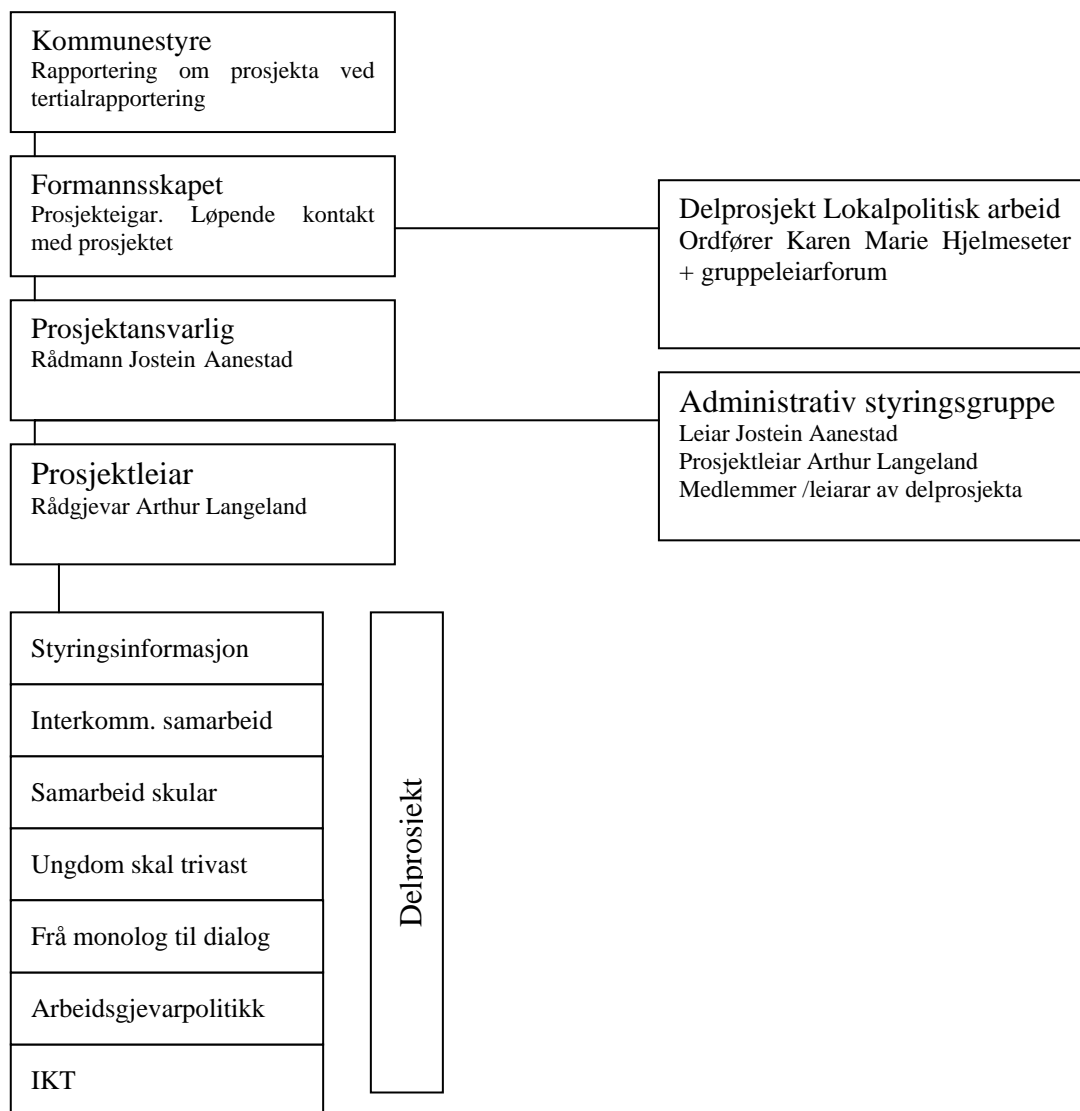 Kommunestyre
Rapportering om prosjekta ved
tertialrapportering
Formannsskapet
Prosjekteigar. Løpende kontakt
med prosjektet
Delprosjekt Lokalpolitisk arbeid
Ordfører Karen Marie Hjelmeseter
+ gruppeleiarforum
Prosjektansvarlig
Rådmann Jostein Aanestad
Administrativ styringsgruppe
Leiar Jostein Aanestad
Prosjektleiar Arthur Langeland
Medlemmer /leiarar av delprosjekta
Prosjektleiar
Rådgjevar Arthur Langeland
Styringsinformasjon
Interkomm. samarbeid
Samarbeid skular
Ungdom skal trivast
Frå monolog til dialog
Arbeidsgjevarpolitikk
IKT
Delprosjekt